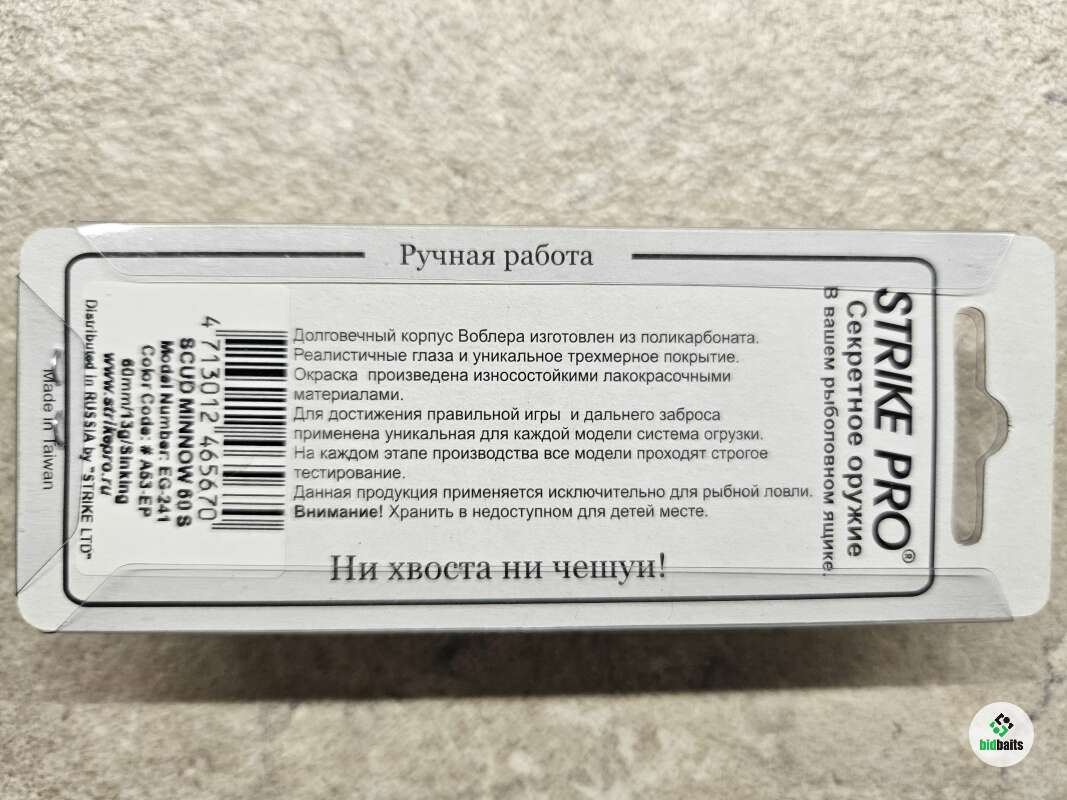 Ручная работа
STRIKE PRO®
Секретное оружие
В вашем рыболовном ящике.
Долговечный корпус Воблера изготовлен из поликарбоната.
Реалистичные глаза и уникальное трехмерное покрытие.
Окраска произведена износостойкими лакокрасочными
материалами.
Для достижения правильной игры и дальнего заброса
применена уникальная для каждой модели система огрузки.
На каждом этапе производства все модели проходят строгое
тестирование.
Данная продукция применяется исключительно для рыбной ловли.
Внимание! Хранить в недоступном для детей месте.
Ни хвоста ни чешуи!
4 713012 465670
SCUD MINNOW 60 S
Model Number: EG-241
Color Code: # A53-EP
60mm/13g/Sinking
www.strikepro.ru
Distributed in RUSSIA by "STRIKE LTD"
Made in Taiwan
bidbaits